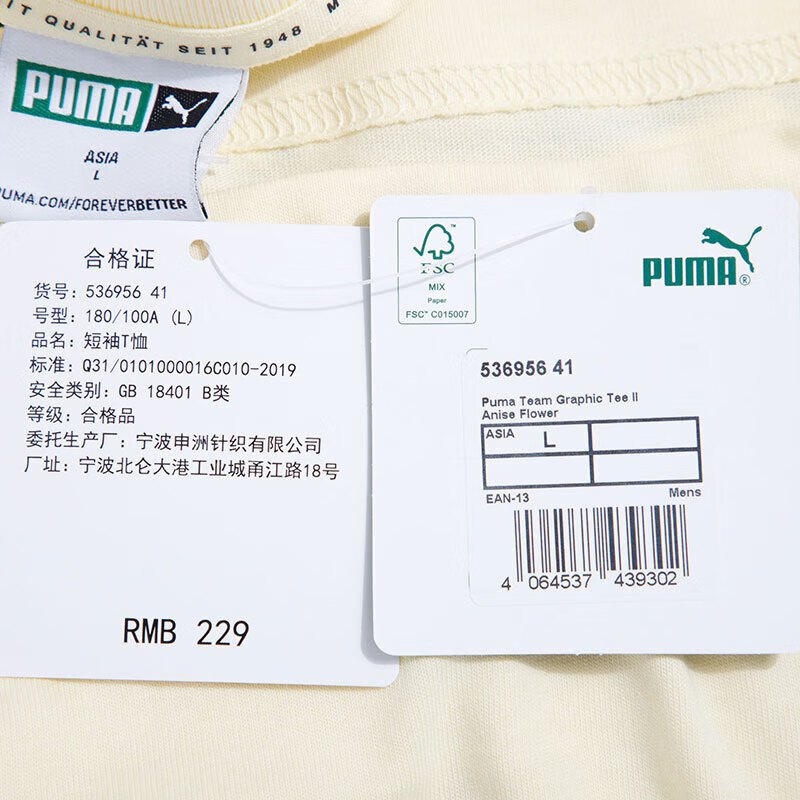 IT QUALITÄT SEIT 1948 M
PUMA
ASIA
L
PUMA.COM/FOREVERBETTER
合格证
货号: 536956 41
号型: 180/100A (L)
品名: 短袖T恤
标准: Q31/0101000016C010-2019
安全类别: GB 18401 B类
等级: 合格品
委托生产厂: 宁波申洲针织有限公司
厂址: 宁波北仑大港工业城甬江路18号
RMB 229
FSC™
MIX
Paper
FSC™ C015007
PUMA®
536956 41
Puma Team Graphic Tee II
Anise Flower
ASIA L
EAN-13 Mens
4 064537 439302